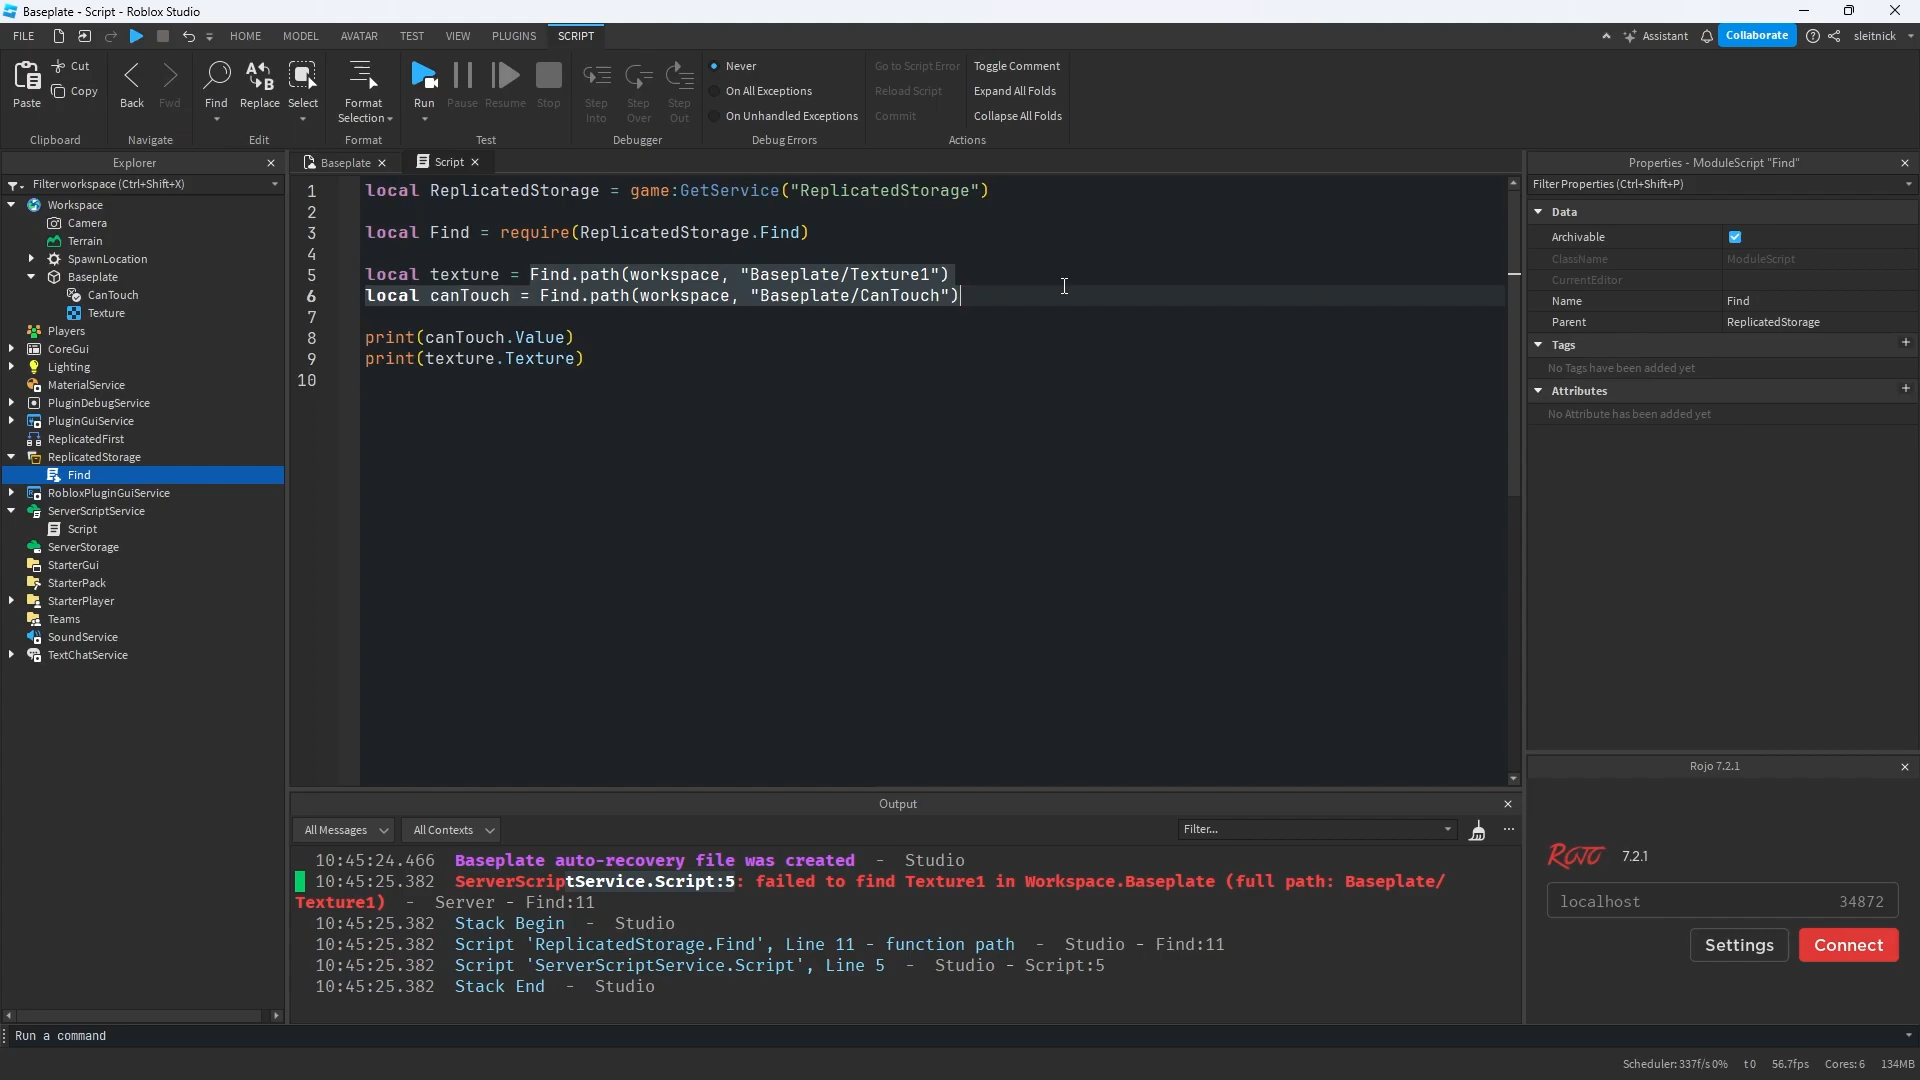 Baseplate - Script - Roblox Studio
FILE HOME MODEL AVATAR TEST VIEW PLUGINS SCRIPT Assistant Collaborate sleitnick
Paste Cut Copy
Clipboard
Back Fwd
Navigate
Find Replace Select
Edit
Format Selection
Format
Run Pause Resume Stop
Test
Step Into Step Over Step Out
Debugger
Never
On All Exceptions
On Unhandled Exceptions
Debug Errors
Go to Script Error
Reload Script
Commit
Toggle Comment
Expand All Folds
Collapse All Folds
Actions
Explorer
Filter workspace (Ctrl+Shift+X)
Workspace
Camera
Terrain
SpawnLocation
Baseplate
CanTouch
Texture
Players
CoreGui
Lighting
MaterialService
PluginDebugService
PluginGuiService
ReplicatedFirst
ReplicatedStorage
Find
RobloxPluginGuiService
ServerScriptService
Script
ServerStorage
StarterGui
StarterPack
StarterPlayer
Teams
SoundService
TextChatService
Baseplate Script
1 local ReplicatedStorage = game:GetService("ReplicatedStorage")
2
3 local Find = require(ReplicatedStorage.Find)
4
5 local texture = Find.path(workspace, "Baseplate/Texture1")
6 local canTouch = Find.path(workspace, "Baseplate/CanTouch")
7
8 print(canTouch.Value)
9 print(texture.Texture)
10
Output
All Messages All Contexts Filter...
10:45:24.466 Baseplate auto-recovery file was created - Studio
10:45:25.382 ServerScriptService.Script:5: failed to find Texture1 in Workspace.Baseplate (full path: Baseplate/
Texture1) - Server - Find:11
10:45:25.382 Stack Begin - Studio
10:45:25.382 Script 'ReplicatedStorage.Find', Line 11 - function path - Studio - Find:11
10:45:25.382 Script 'ServerScriptService.Script', Line 5 - Studio - Script:5
10:45:25.382 Stack End - Studio
Properties - ModuleScript "Find"
Filter Properties (Ctrl+Shift+P)
Data
Archivable
ClassName ModuleScript
CurrentEditor
Name Find
Parent ReplicatedStorage
Tags +
No Tags have been added yet
Attributes +
No Attribute has been added yet
Rojo 7.2.1
ROJO 7.2.1
localhost 34872
Settings Connect
Run a command
Scheduler: 337f/s 0% t0 56.7fps Cores: 6 134MB